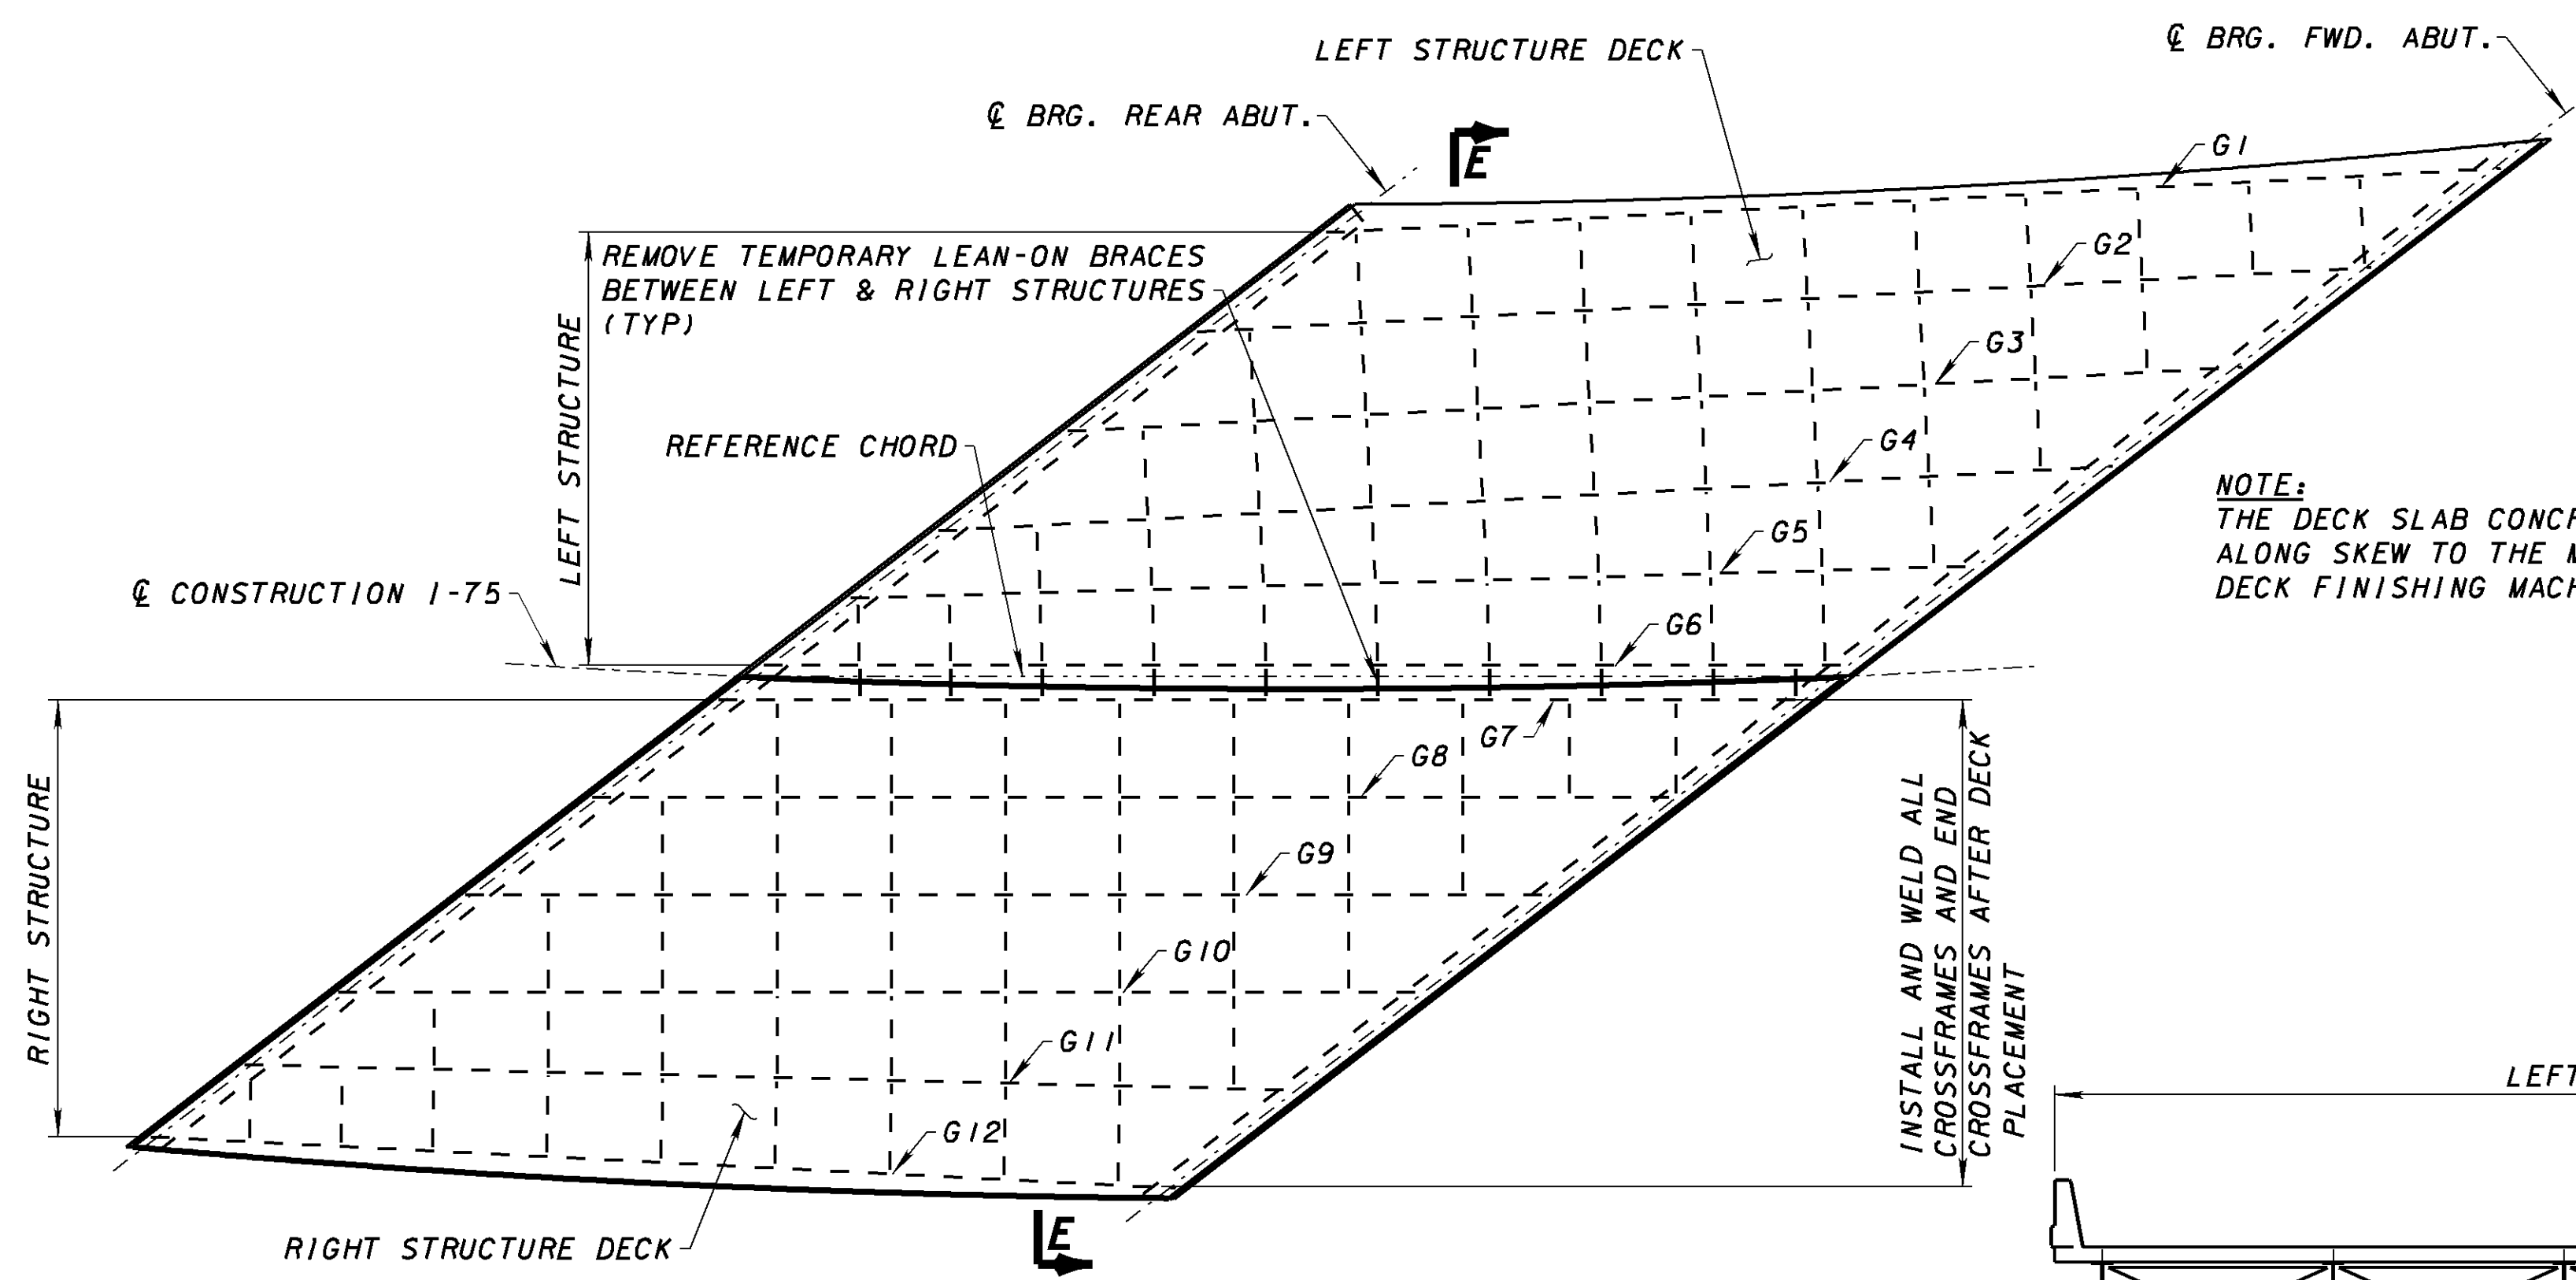 LEFT STRUCTURE DECK
℄ BRG. FWD. ABUT.
℄ BRG. REAR ABUT.
E
G1
REMOVE TEMPORARY LEAN-ON BRACES
BETWEEN LEFT & RIGHT STRUCTURES
(TYP)
G2
LEFT STRUCTURE
G3
REFERENCE CHORD
G4
NOTE:
THE DECK SLAB
ALONG SKEW TO THE
DECK FINISHING
G5
℄ CONSTRUCTION I-75
G6
G7
G8
RIGHT STRUCTURE
INSTALL AND WELD ALL
CROSSFRAMES AND END
CROSSFRAMES AFTER DECK
PLACEMENT
G9
G10
G11
LEFT
G12
E
RIGHT STRUCTURE DECK